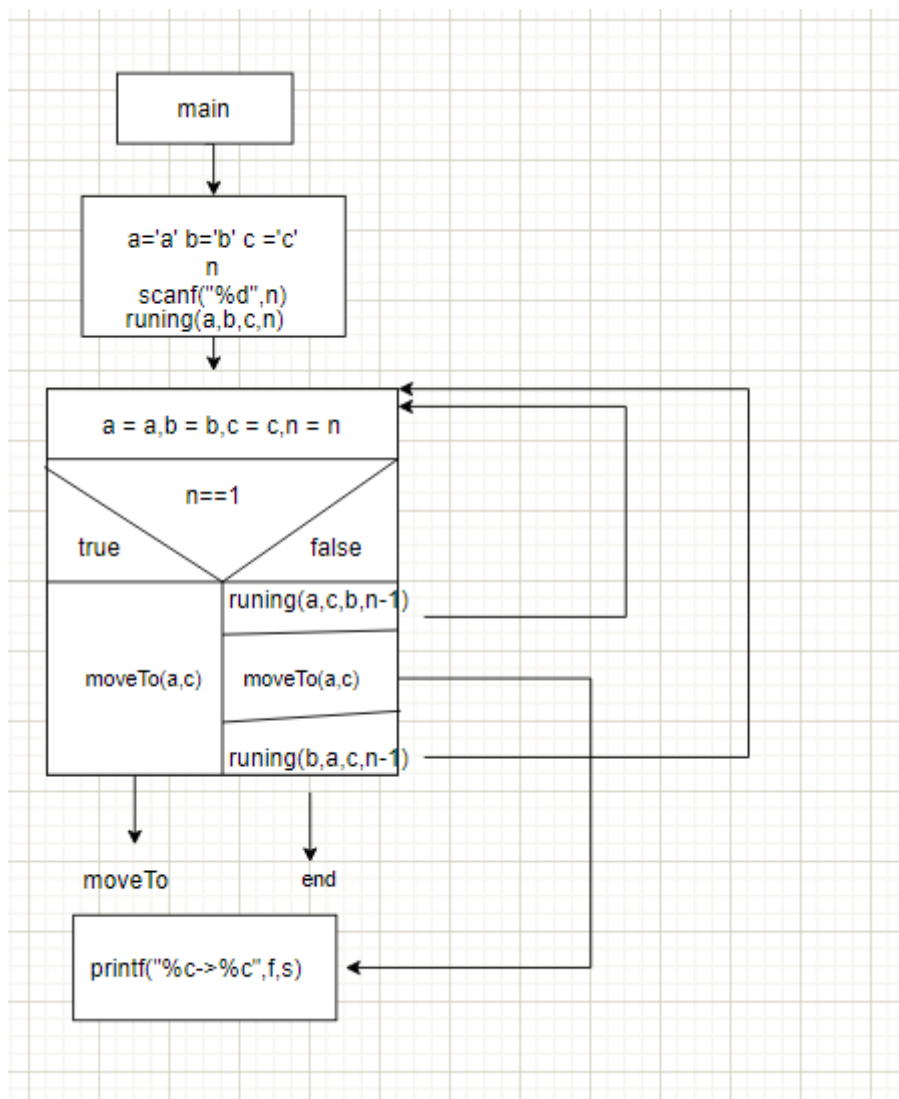 main
a='a' b='b' c ='c'
n
scanf("%d",n)
runing(a,b,c,n)
a = a,b = b,c = c,n = n
n==1
true
false
runing(a,c,b,n-1)
moveTo(a,c)
moveTo(a,c)
runing(b,a,c,n-1)
moveTo
end
printf("%c->%c",f,s)